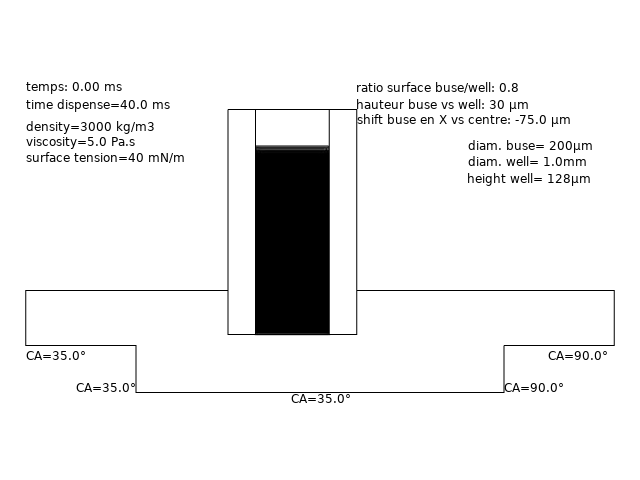 temps: 0.00 ms
time dispense=40.0 ms
density=3000 kg/m3
viscosity=5.0 Pa.s
surface tension=40 mN/m
ratio surface buse/well: 0.8
hauteur buse vs well: 30 µm
shift buse en X vs centre: -75.0 µm
diam. buse= 200µm
diam. well= 1.0mm
height well= 128µm
CA=35.0°
CA=90.0°
CA=35.0°
CA=90.0°
CA=35.0°